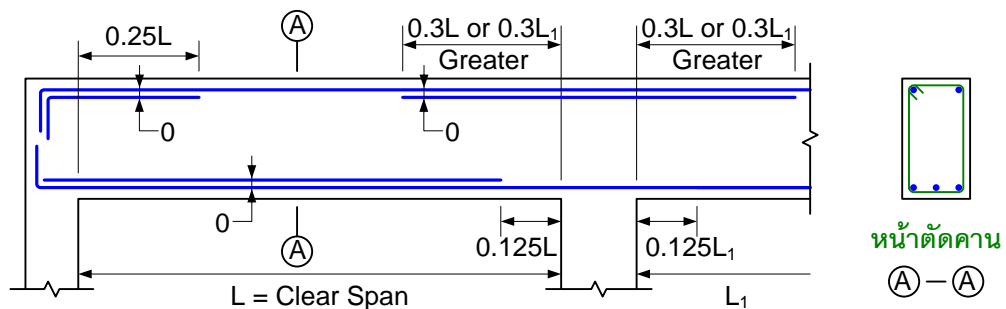 A
0.25L
0.3L or 0.3L₁
Greater
0.3L or 0.3L₁
Greater
0
0
0
0.125L
0.125L₁
A
L = Clear Span
L₁
หน้าตัดคาน
A – A